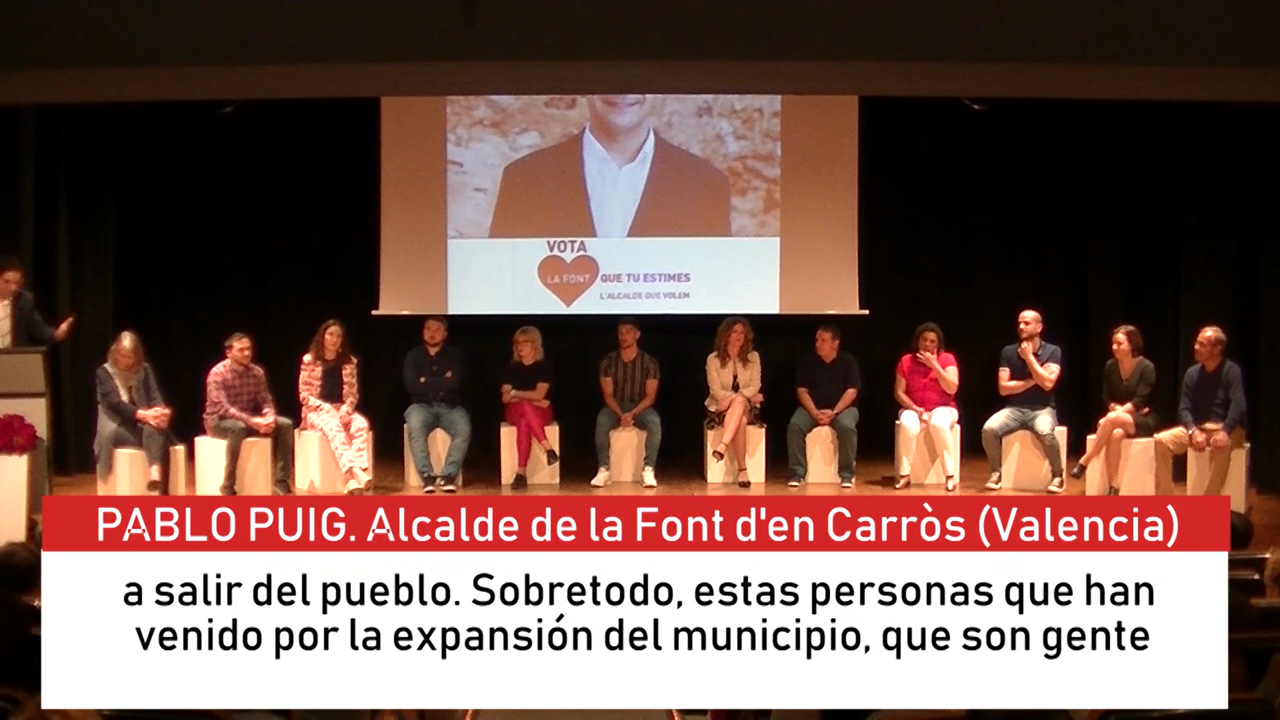 VOTA
LA FONT QUE TU ESTIMES
L'ALCALDE QUE VOLEM
PABLO PUIG. Alcalde de la Font d'en Carròs (Valencia)
a salir del pueblo. Sobretodo, estas personas que han
venido por la expansión del municipio, que son gente